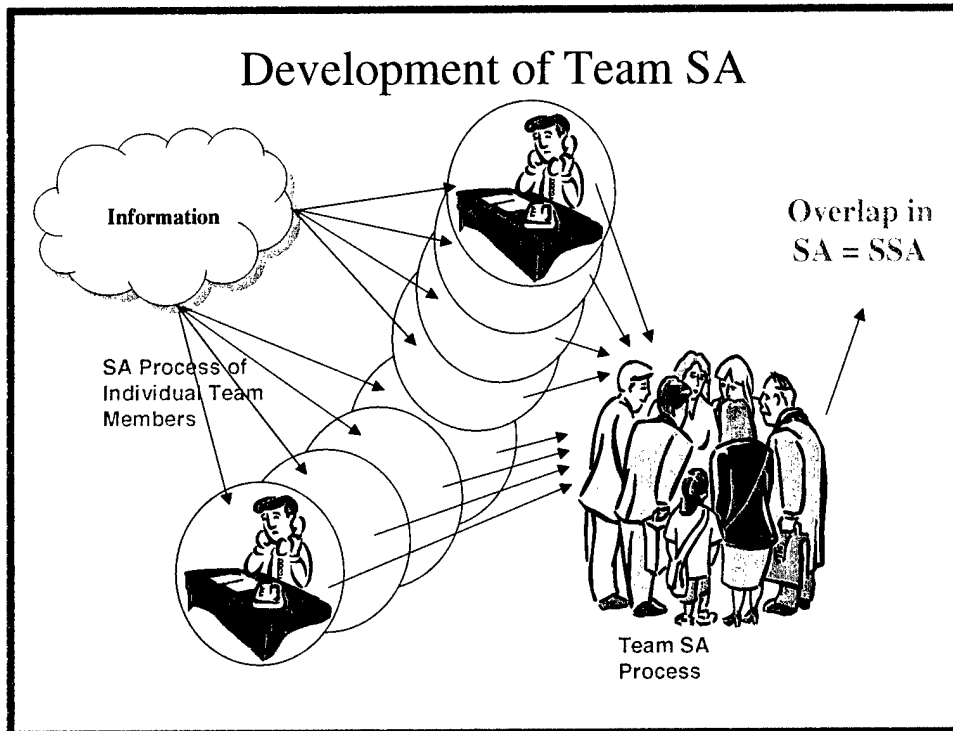 Development of Team SA
Information
Overlap in
SA = SSA
SA Process of
Individual Team
Members
Team SA
Process